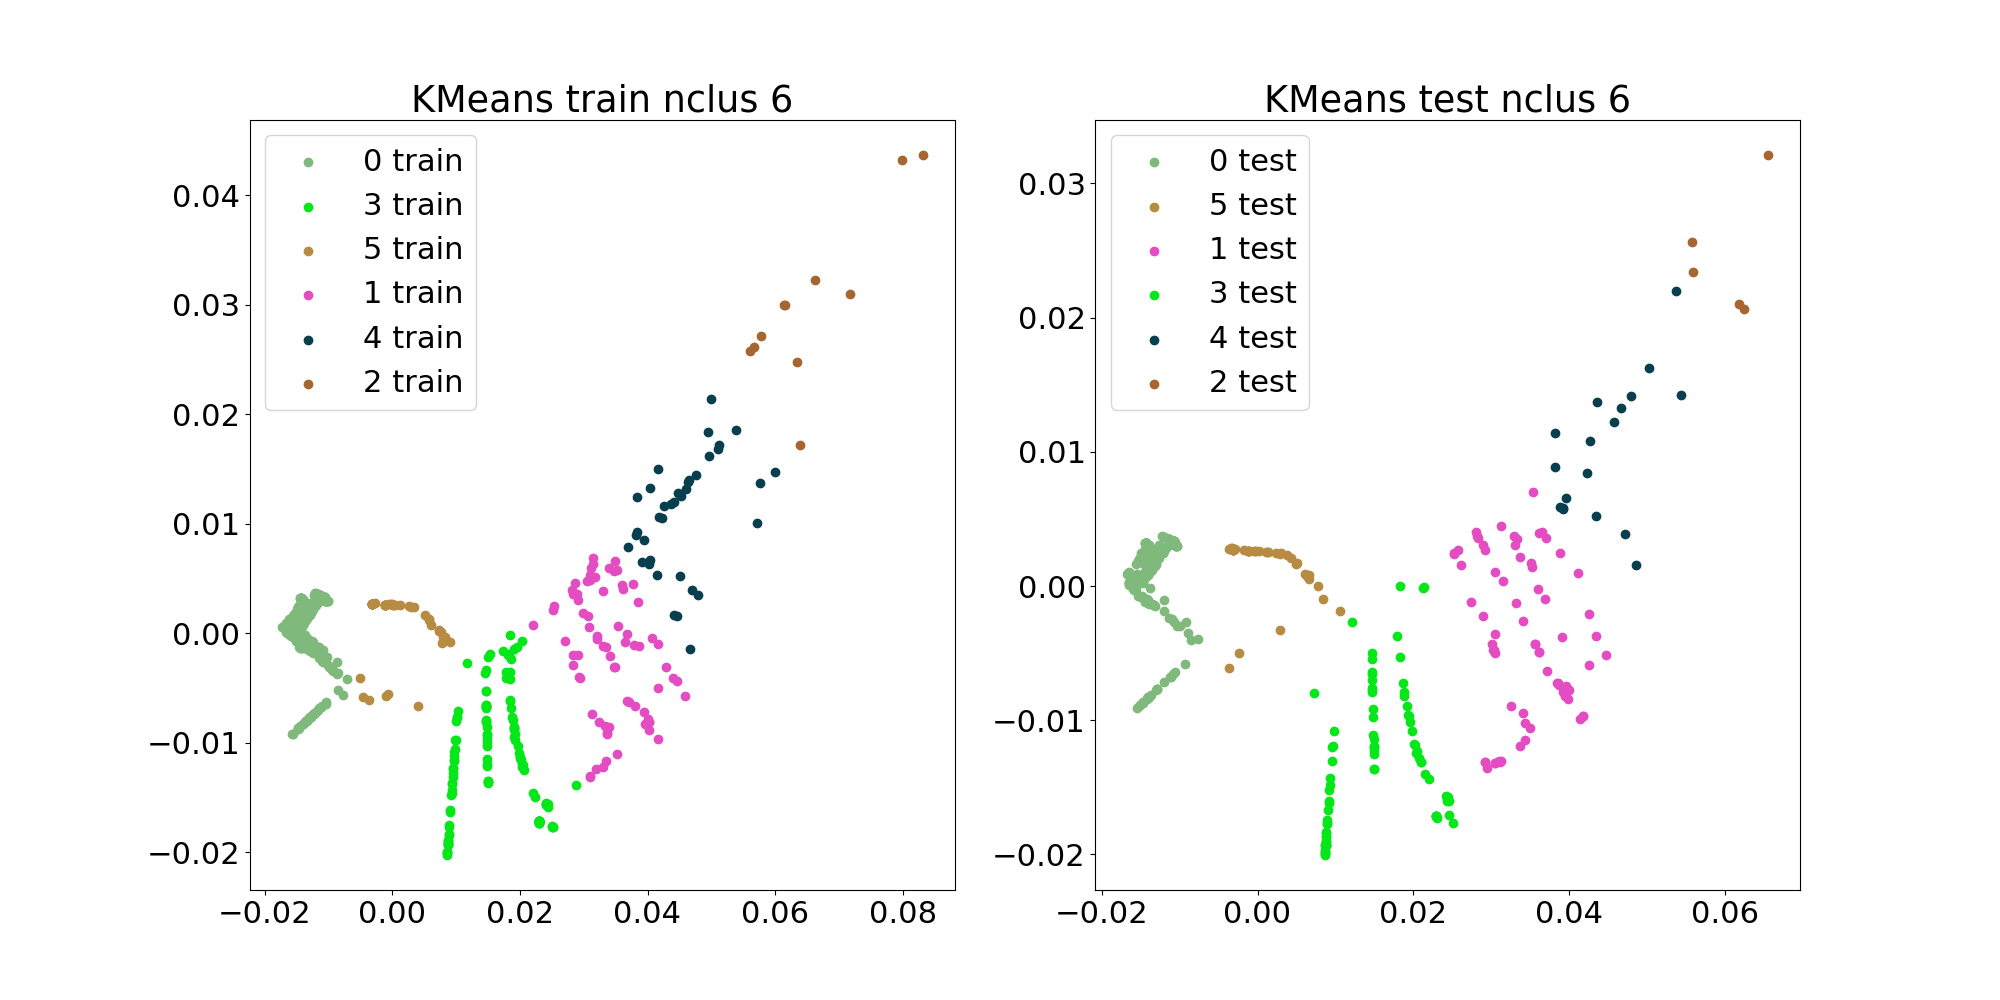 KMeans train nclus 6
0 train
3 train
5 train
1 train
4 train
2 train
0.04
0.03
0.02
0.01
0.00
−0.01
−0.02
−0.02 0.00 0.02 0.04 0.06 0.08
KMeans test nclus 6
0 test
5 test
1 test
3 test
4 test
2 test
0.03
0.02
0.01
0.00
−0.01
−0.02
−0.02 0.00 0.02 0.04 0.06